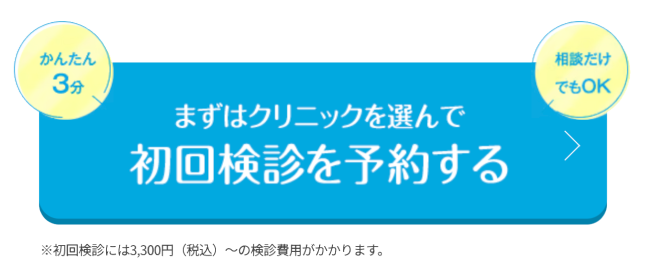 かんたん
3分
相談だけ
でもOK
まずはクリニックを選んで
初回検診を予約する
※初回検診には3,300円（税込）〜の検診費用がかかります。